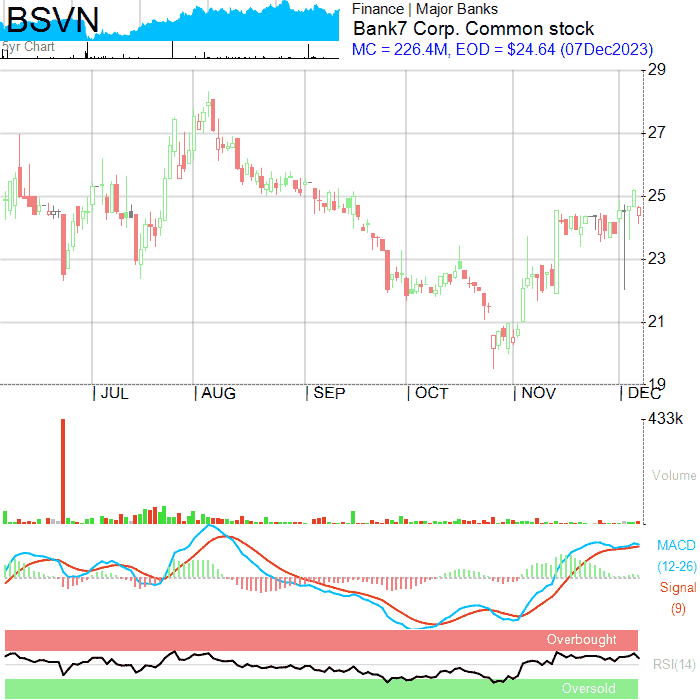 BSVN
5yr Chart
Finance | Major Banks
Bank7 Corp. Common stock
MC = 226.4M, EOD = $24.64 (07Dec2023)
29
27
25
23
21
19
| JUL | AUG | SEP | OCT | NOV | DEC
433k
Volume
MACD
(12-26)
Signal
(9)
Overbought
RSI(14)
Oversold